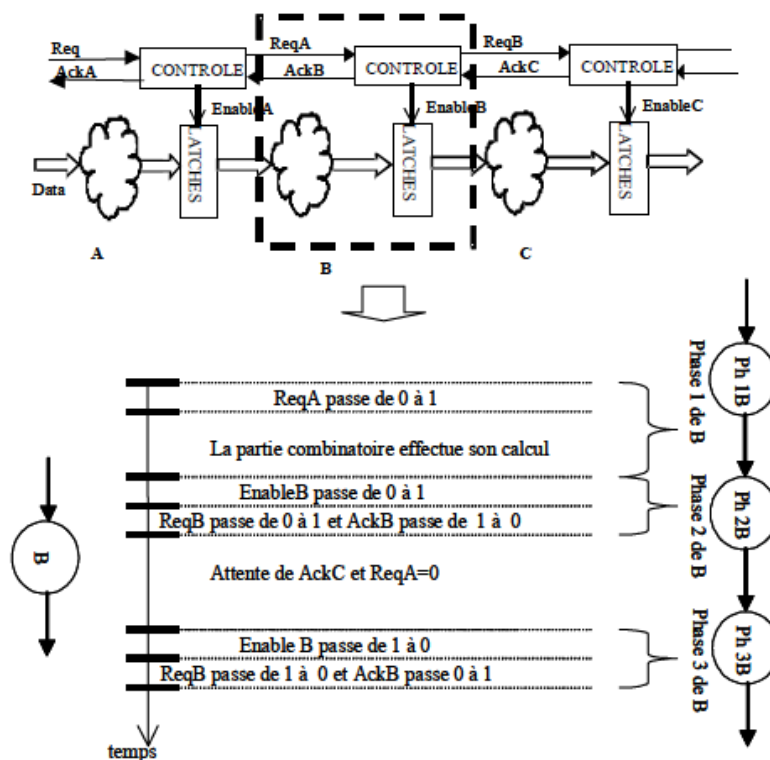 Req
ReqA
ReqB
AckA
CONTROLE
AckB
CONTROLE
AckC
CONTROLE
EnableA
EnableB
EnableC
LATCHES
LATCHES
LATCHES
Data
A
B
C
ReqA passe de 0 à 1
La partie combinatoire effectue son calcul
EnableB passe de 0 à 1
ReqB passe de 0 à 1 et AckB passe de 1 à 0
Attente de AckC et ReqA=0
Enable B passe de 1 à 0
ReqB passe de 1 à 0 et AckB passe 0 à 1
temps
B
Phase 1 de B
Phase 2 de B
Phase 3 de B
Ph 1B
Ph 2B
Ph 3B